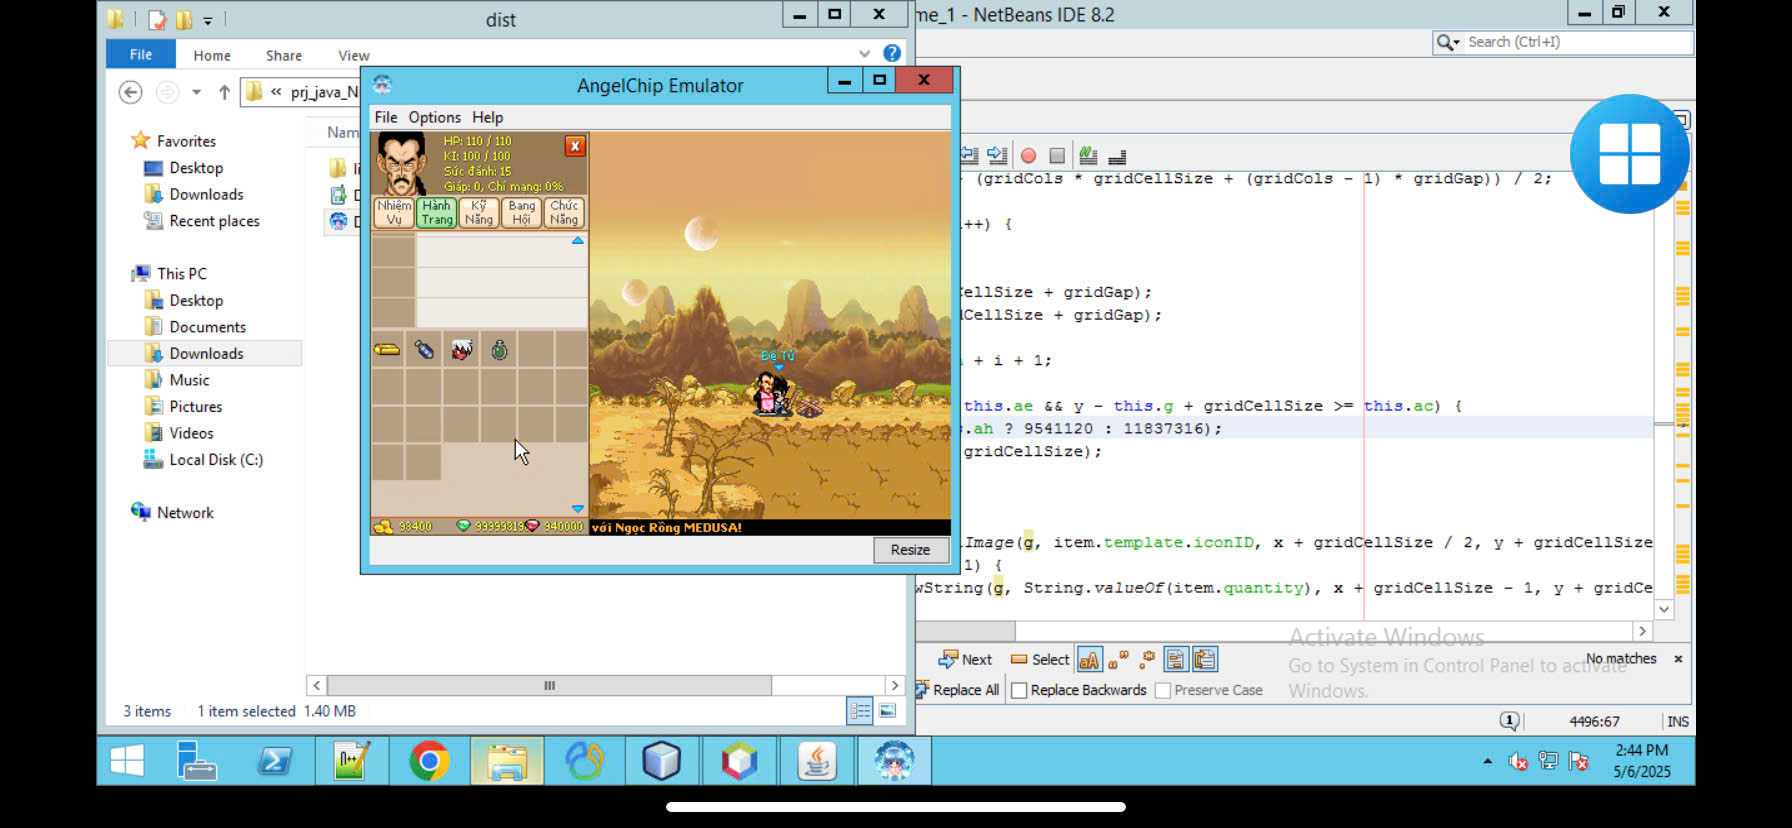 dist
me_1 - NetBeans IDE 8.2
File
Home
Share
View
Search (Ctrl+I)
« prj_java_N
AngelChip Emulator
File Options Help
Nam
Favorites
Desktop
Downloads
Recent places
This PC
Desktop
Documents
Downloads
Music
Pictures
Videos
Local Disk (C:)
Network
li
HP: 110 / 110
KI: 100 / 100
Sức đánh: 15
Giáp: 0, Chí mạng: 0%
Nhiệm Vụ
Hành Trang
Kỹ Năng
Bang Hội
Chức Năng
Đệ Tử
98400
940000
với Ngọc Rồng MEDUSA!
Resize
(gridCols * gridCellSize + (gridCols - 1) * gridGap)) / 2;
++) {
ellSize + gridGap);
CellSize + gridGap);
+ i + 1;
this.ae && y - this.g + gridCellSize >= this.ac) {
.ah ? 9541120 : 11837316);
gridCellSize);
Image(g, item.template.iconID, x + gridCellSize / 2, y + gridCellSize
1) {
wString(g, String.valueOf(item.quantity), x + gridCellSize - 1, y + gridCe
Activate Windows
Go to System in Control Panel to activate
Windows.
Next
Select
No matches
Replace All
Replace Backwards
Preserve Case
3 items
1 item selected 1.40 MB
1
4496:67
INS
2:44 PM
5/6/2025